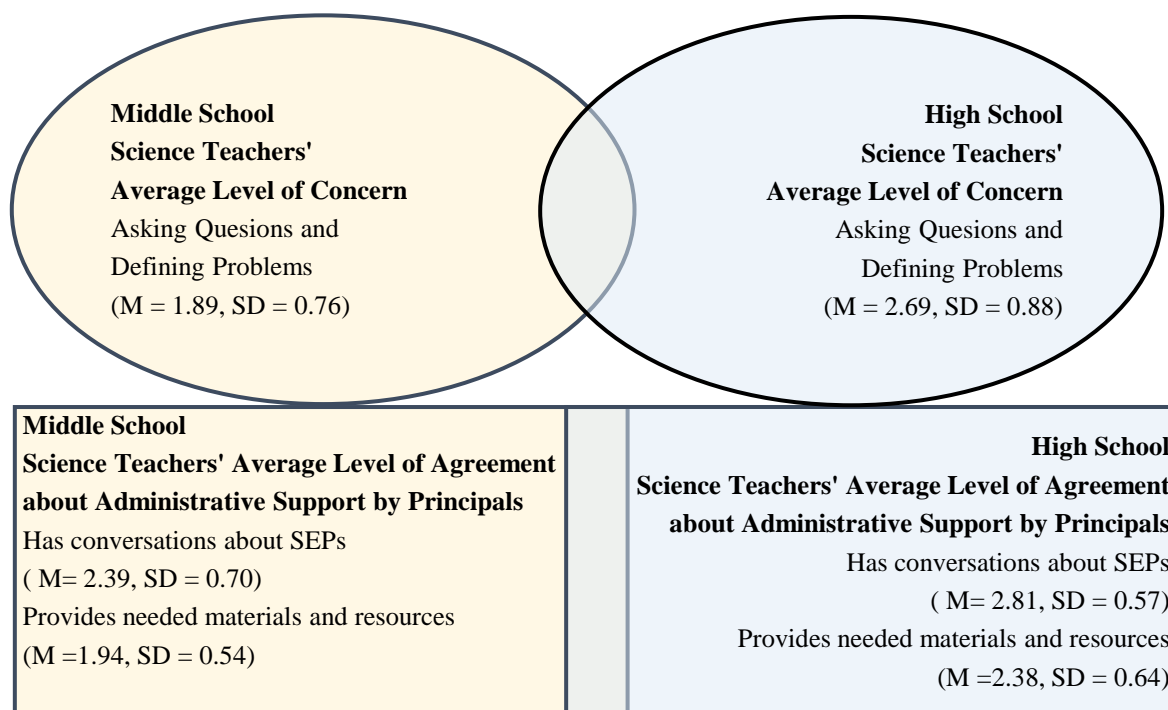 Middle School
Science Teachers'
Average Level of Concern
Asking Quesions and
Defining Problems
(M = 1.89, SD = 0.76)
High School
Science Teachers'
Average Level of Concern
Asking Quesions and
Defining Problems
(M = 2.69, SD = 0.88)
Middle School
Science Teachers' Average Level of Agreement
about Administrative Support by Principals
Has conversations about SEPs
( M= 2.39, SD = 0.70)
Provides needed materials and resources
(M =1.94, SD = 0.54)
High School
Science Teachers' Average Level of Agreement
about Administrative Support by Principals
Has conversations about SEPs
( M= 2.81, SD = 0.57)
Provides needed materials and resources
(M =2.38, SD = 0.64)